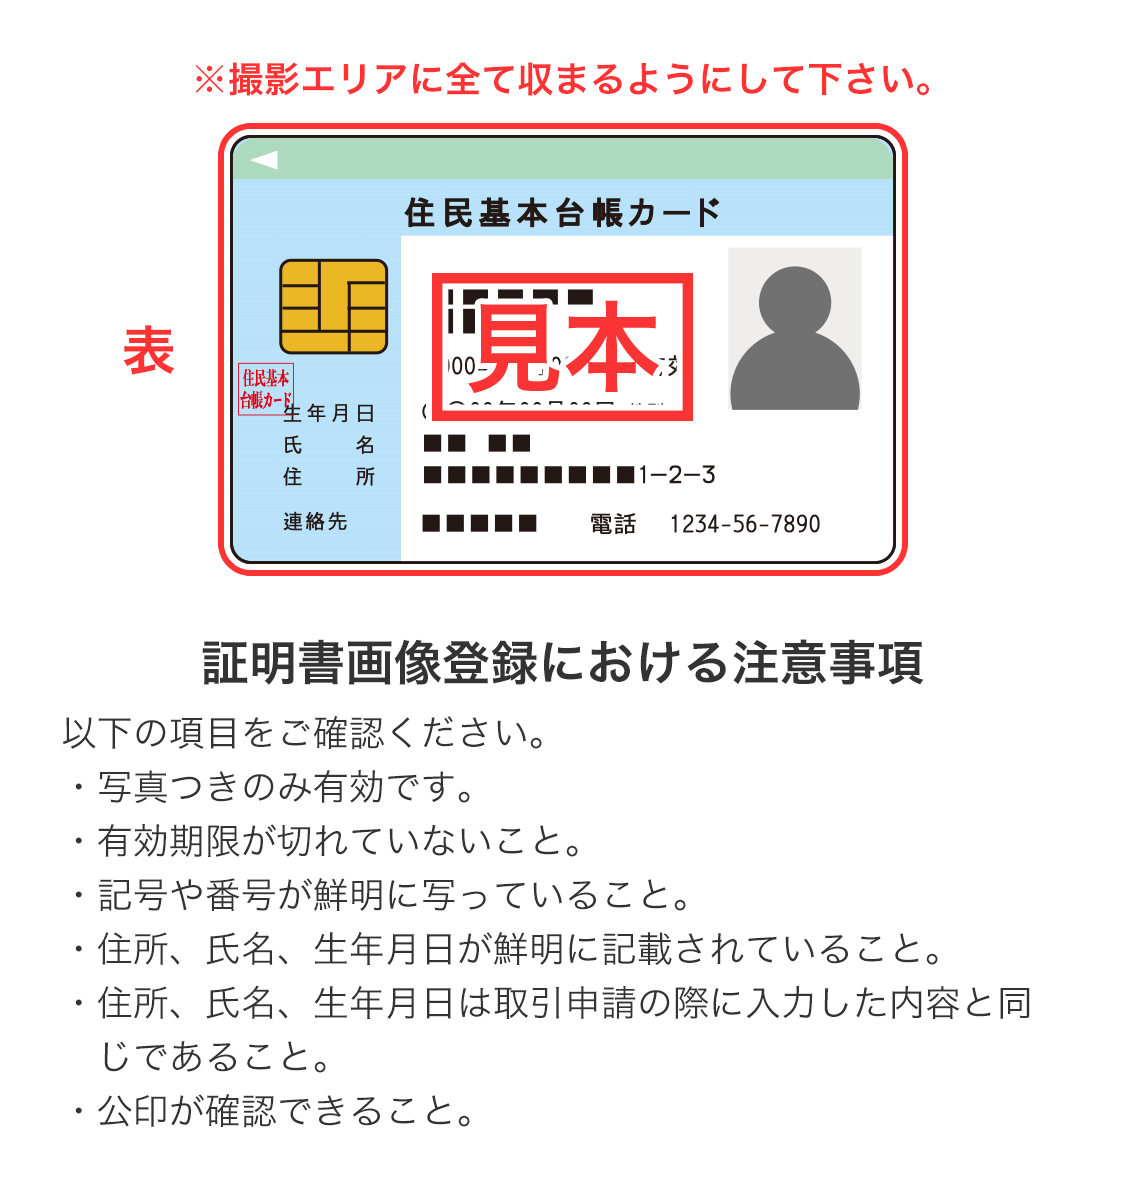 ※撮影エリアに全て収まるようにして下さい。
住民基本台帳カード
表
見本
住民基本
台帳カード
生年月日
氏 名
■■ ■■
住 所
■■■■■■■■■1-2-3
連絡先
■■■■■ 電話 1234-56-7890
証明書画像登録における注意事項
以下の項目をご確認ください。
・写真つきのみ有効です。
・有効期限が切れていないこと。
・記号や番号が鮮明に写っていること。
・住所、氏名、生年月日が鮮明に記載されていること。
・住所、氏名、生年月日は取引申請の際に入力した内容と同
じであること。
・公印が確認できること。